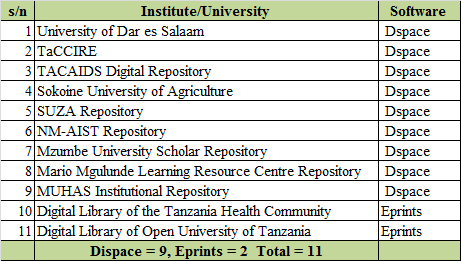 s/n Institute/University Software
1 University of Dar es Salaam Dspace
2 TaCCIRE Dspace
3 TACAIDS Digital Repository Dspace
4 Sokoine University of Agriculture Dspace
5 SUZA Repository Dspace
6 NM-AIST Repository Dspace
7 Mzumbe University Scholar Repository Dspace
8 Mario Mgulunde Learning Resource Centre Repository Dspace
9 MUHAS Institutional Repository Dspace
10 Digital Library of the Tanzania Health Community Eprints
11 Digital Library of Open University of Tanzania Eprints
Dispace = 9, Eprints = 2 Total = 11